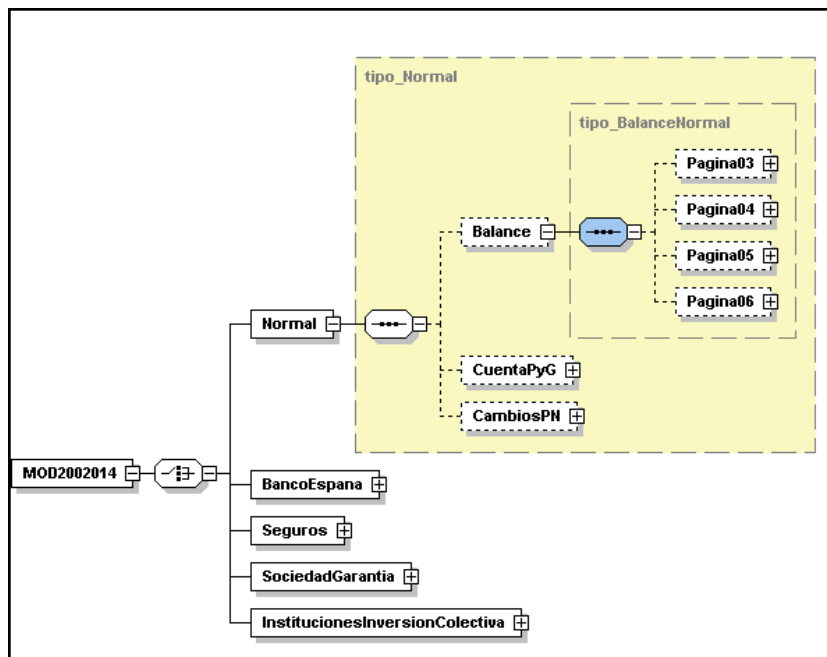 tipo_Normal
tipo_BalanceNormal
Pagina03
Pagina04
Balance
Pagina05
Pagina06
Normal
CuentaPyG
CambiosPN
MOD2002014
BancoEspana
Seguros
SociedadGarantia
InstitucionesInversionColectiva